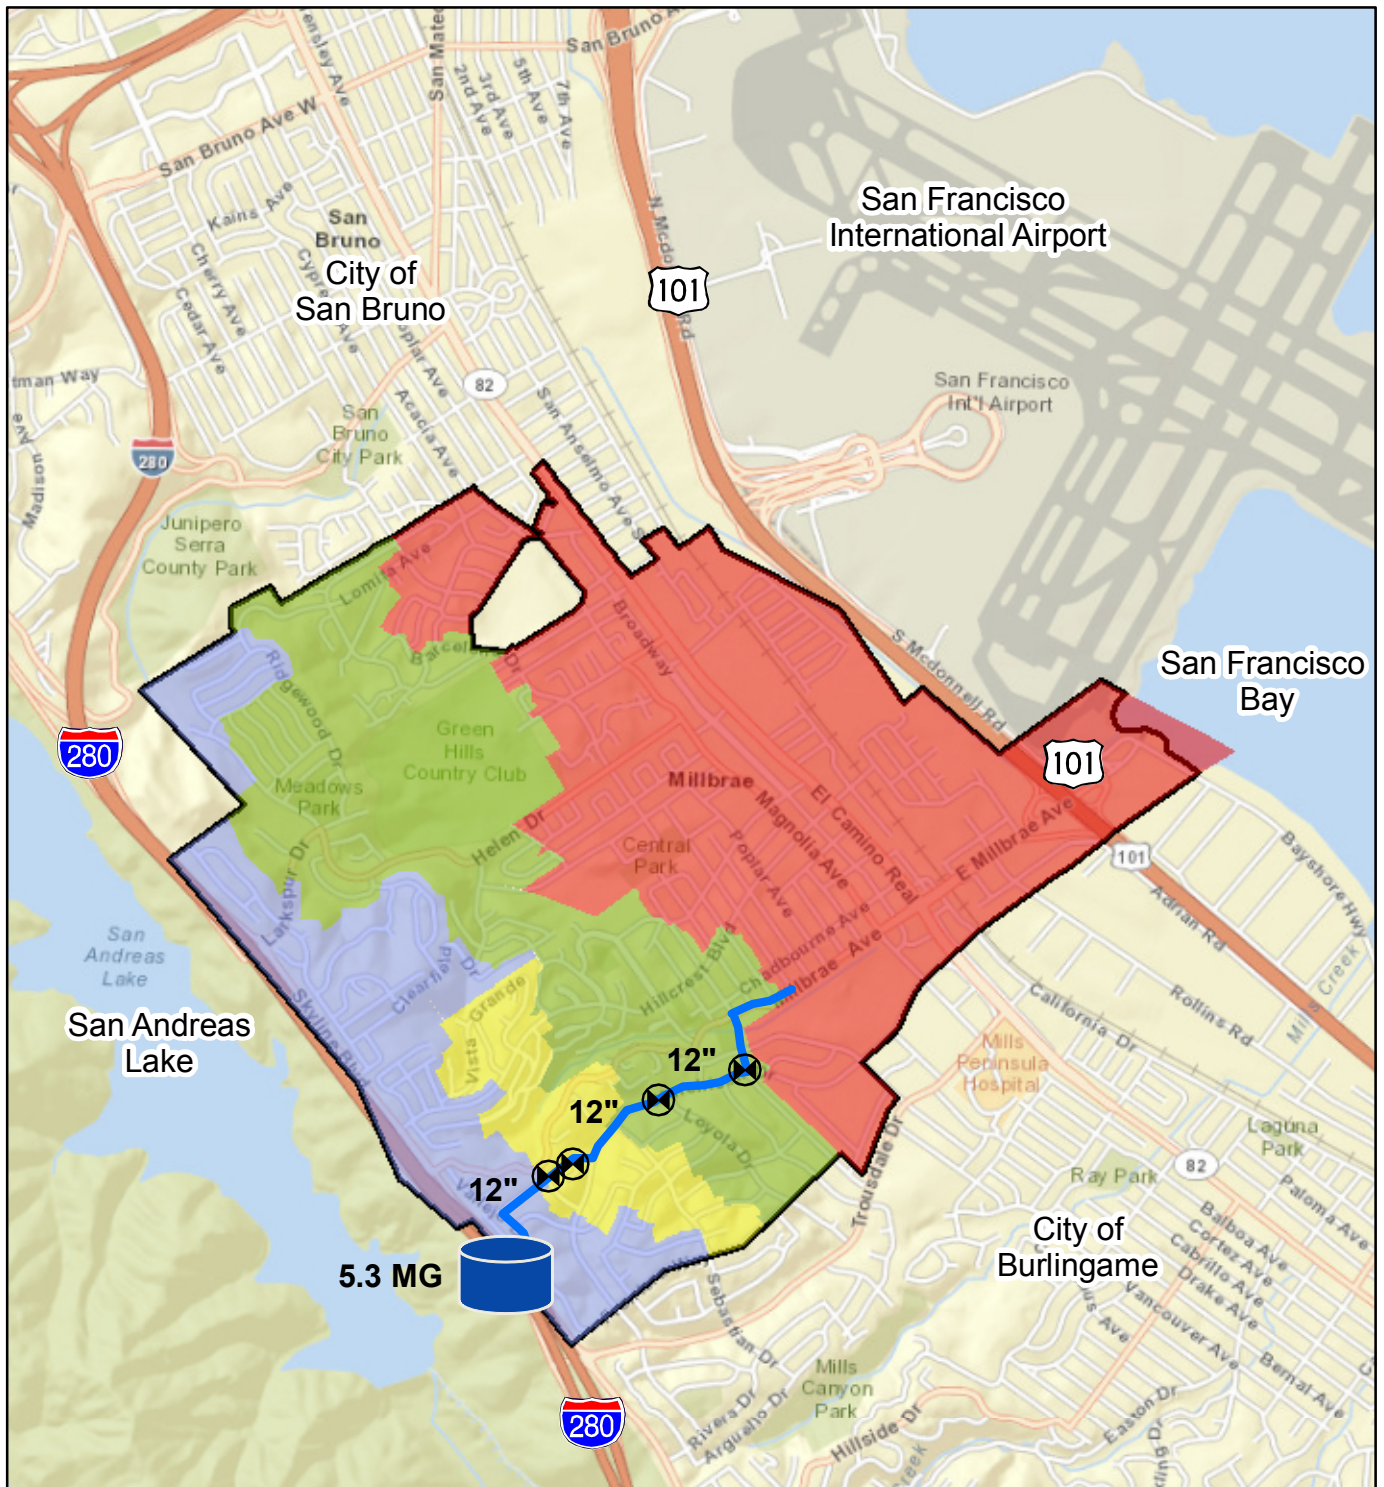 San Bruno Ave W
San Mateo
2nd Ave
3rd Ave
5th Ave
7th Ave
San Bruno A
Kains Ave
San
Bruno
City of
San Bruno
Cherry Ave
Cedar Ave
Acacia Ave
San Francisco
International Airport
101
82
San Francisco
Int'l Airport
San
Bruno
City Park
San Anselmo Ave S
280
Madison Ave
Junipero
Serra
County Park
Lomita Ave
Broadway
S Mcdonnell Rd
San Francisco
Bay
Ridgewood Dr
Green
Hills
Country Club
280
101
Meadows
Park
Millbrae
Magnolia Ave
El Camino Real
Helen Dr
Central
Park
Poplar Ave
E Millbrae Ave
101
Bayshore Hwy
Larkspur Dr
Adrian Rd
San
Andreas
Lake
Clearfield Dr
Hillcrest Blvd
Chadbourne Ave
Millbrae Ave
Vista Grande
Skyline Blvd
California Dr
Rollins Rd
San Andreas
Lake
Mills
Peninsula
Hospital
12"
12"
Loyola Dr
Laguna
Park
Trousdale Dr
82
Ray Park
12"
Paloma Ave
City of
Burlingame
Balboa Ave
Cortez Ave
Cabrillo Ave
Drake Ave
5.3 MG
Sebastian Dr
Vancouver Ave
Bernal Ave
Mills
Canyon
Park
Rivera Dr
Arguello Dr
Hillside Dr
Easton Dr
280
Creek